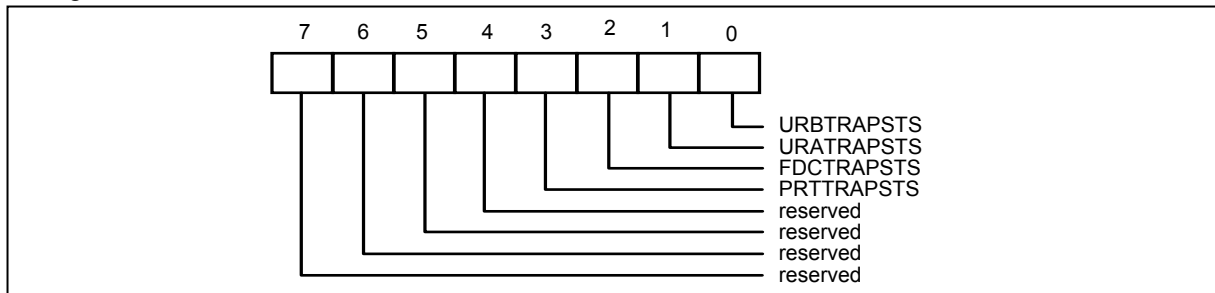 7 6 5 4 3 2 1 0
URBTRAPSTS
URATRAPSTS
FDCTRAPSTS
PRTTRAPSTS
reserved
reserved
reserved
reserved